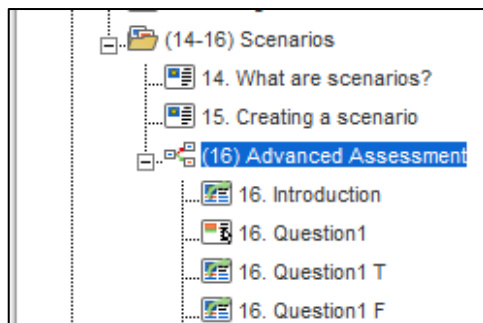 (14-16) Scenarios
14. What are scenarios?
15. Creating a scenario
(16) Advanced Assessment
16. Introduction
16. Question1
16. Question1 T
16. Question1 F